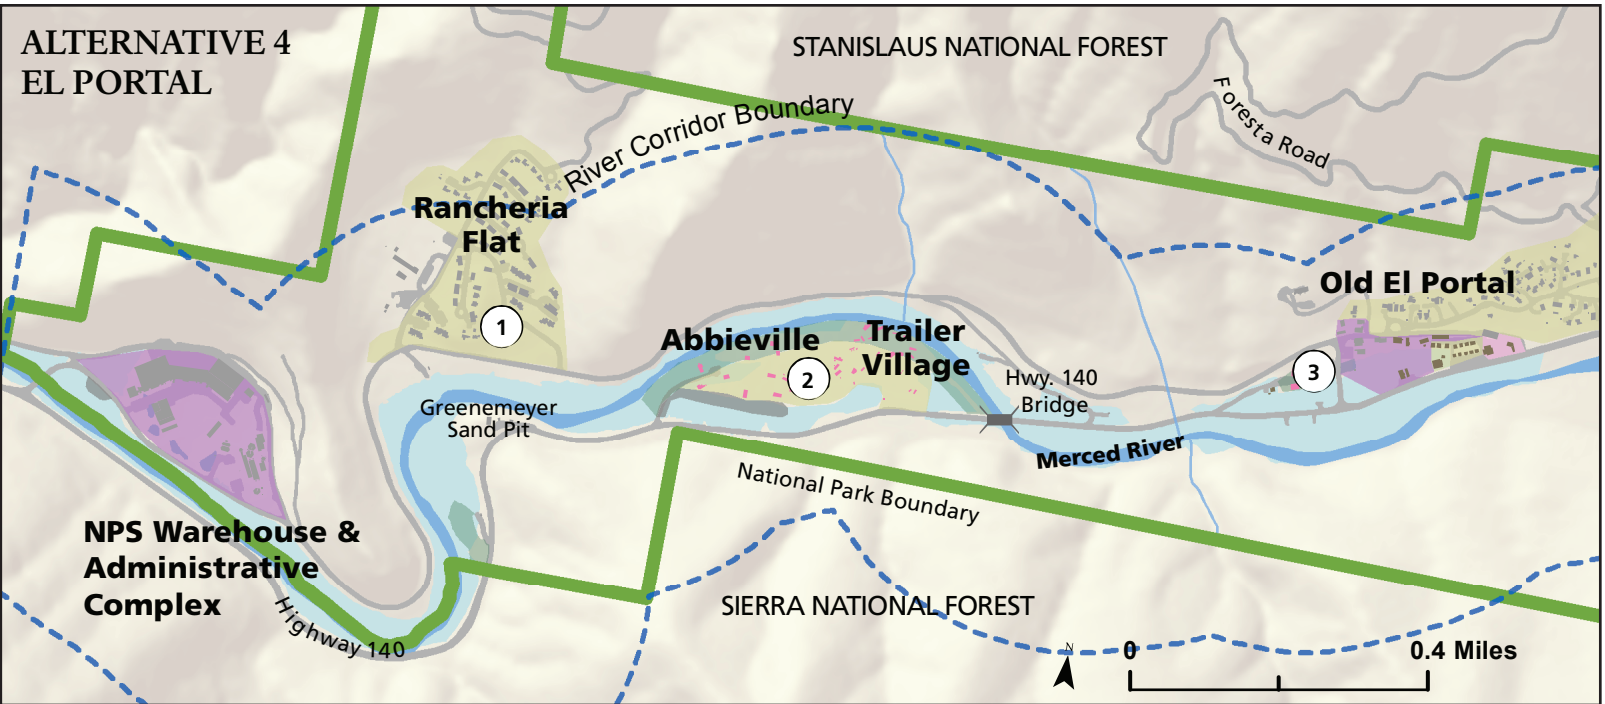 ALTERNATIVE 4
EL PORTAL
STANISLAUS NATIONAL FOREST
River Corridor Boundary
Foresta Road
Rancheria
Flat
1
Old El Portal
Abbieville
Trailer
Village
2
3
Hwy. 140
Bridge
Greenemeyer
Sand Pit
Merced River
National Park Boundary
NPS Warehouse &
Administrative
Complex
Highway 140
SIERRA NATIONAL FOREST
N
0
0.4 Miles